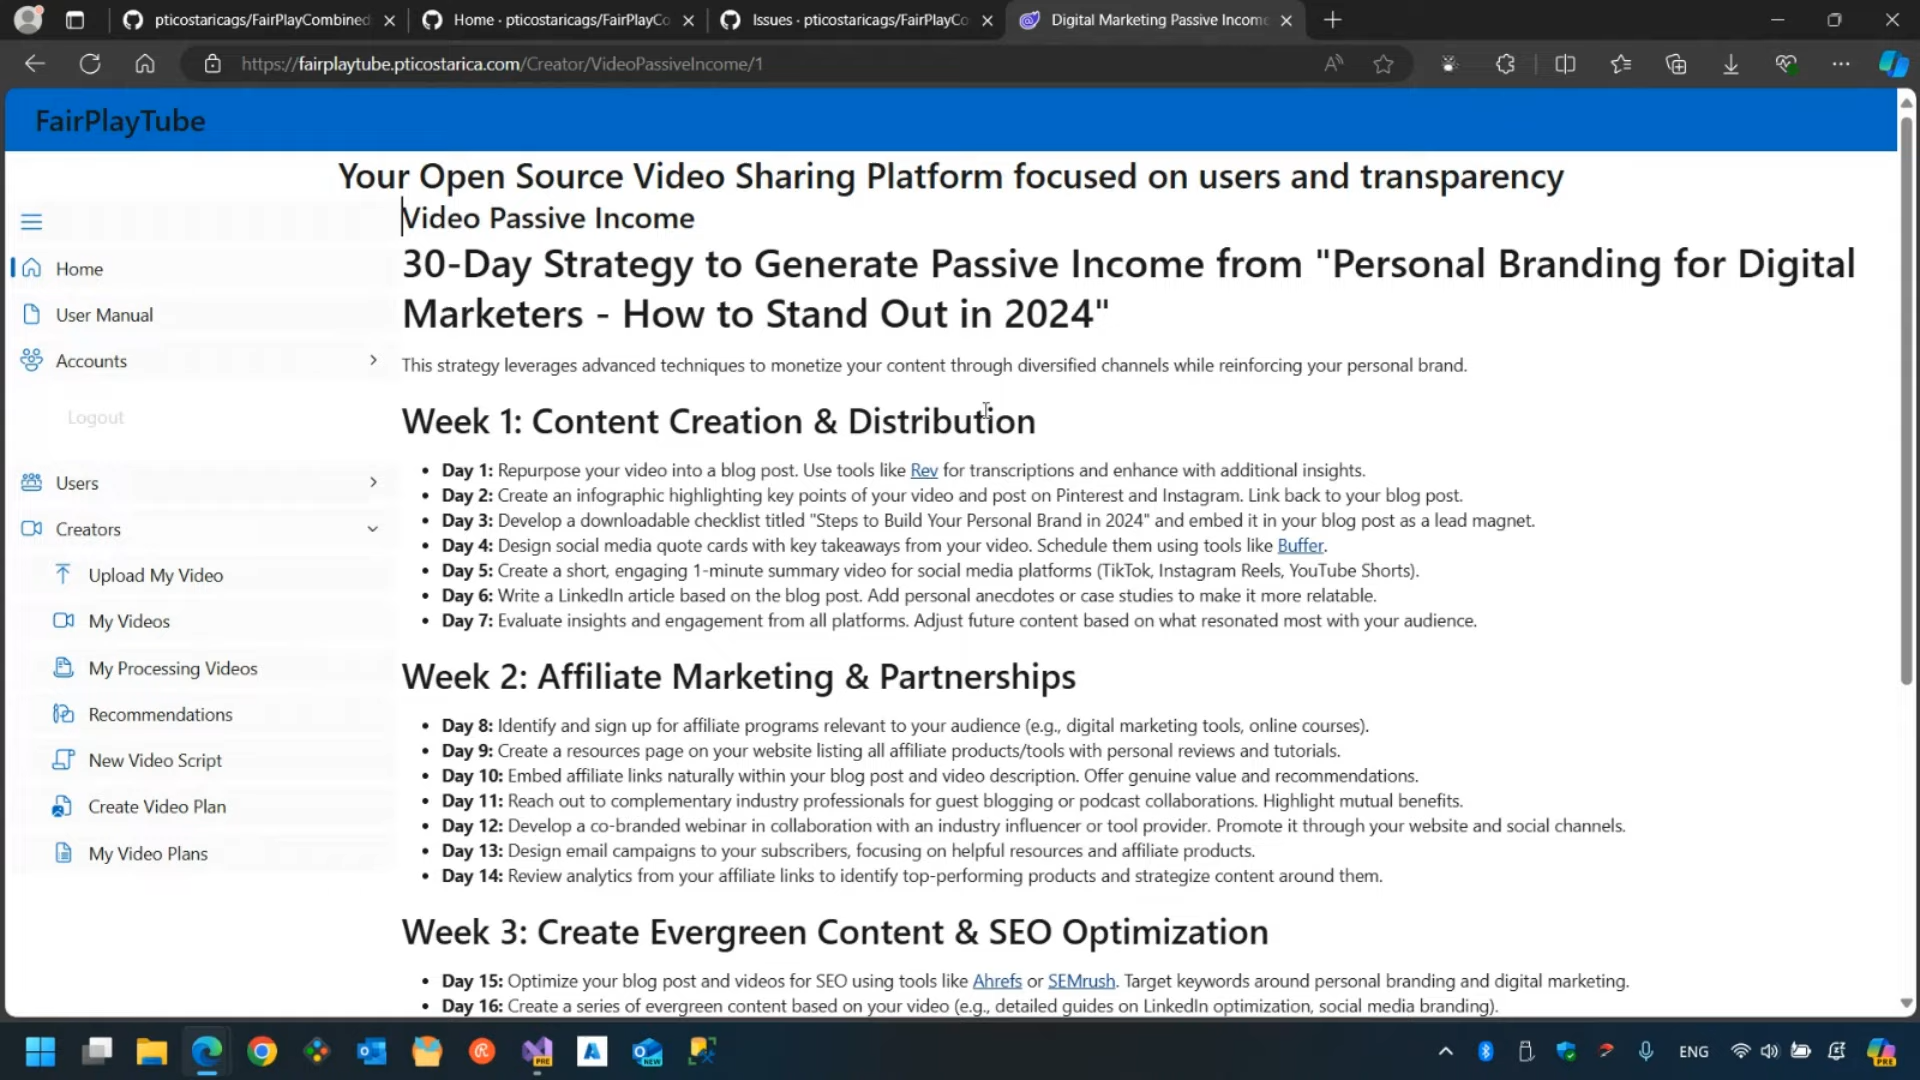 pticostaricags/FairPlayCombined
Home · pticostaricags/FairPlayCo
Issues · pticostaricags/FairPlayCo
Digital Marketing Passive Income
https://fairplaytube.pticostarica.com/Creator/VideoPassiveIncome/1
FairPlayTube
Your Open Source Video Sharing Platform focused on users and transparency
Home
User Manual
Accounts
Logout
Users
Creators
Upload My Video
My Videos
My Processing Videos
Recommendations
New Video Script
Create Video Plan
My Video Plans
Video Passive Income
30-Day Strategy to Generate Passive Income from "Personal Branding for Digital
Marketers - How to Stand Out in 2024"
This strategy leverages advanced techniques to monetize your content through diversified channels while reinforcing your personal brand.
Week 1: Content Creation & Distribution
• Day 1: Repurpose your video into a blog post. Use tools like Rev for transcriptions and enhance with additional insights.
• Day 2: Create an infographic highlighting key points of your video and post on Pinterest and Instagram. Link back to your blog post.
• Day 3: Develop a downloadable checklist titled "Steps to Build Your Personal Brand in 2024" and embed it in your blog post as a lead magnet.
• Day 4: Design social media quote cards with key takeaways from your video. Schedule them using tools like Buffer.
• Day 5: Create a short, engaging 1-minute summary video for social media platforms (TikTok, Instagram Reels, YouTube Shorts).
• Day 6: Write a LinkedIn article based on the blog post. Add personal anecdotes or case studies to make it more relatable.
• Day 7: Evaluate insights and engagement from all platforms. Adjust future content based on what resonated most with your audience.
Week 2: Affiliate Marketing & Partnerships
• Day 8: Identify and sign up for affiliate programs relevant to your audience (e.g., digital marketing tools, online courses).
• Day 9: Create a resources page on your website listing all affiliate products/tools with personal reviews and tutorials.
• Day 10: Embed affiliate links naturally within your blog post and video description. Offer genuine value and recommendations.
• Day 11: Reach out to complementary industry professionals for guest blogging or podcast collaborations. Highlight mutual benefits.
• Day 12: Develop a co-branded webinar in collaboration with an industry influencer or tool provider. Promote it through your website and social channels.
• Day 13: Design email campaigns to your subscribers, focusing on helpful resources and affiliate products.
• Day 14: Review analytics from your affiliate links to identify top-performing products and strategize content around them.
Week 3: Create Evergreen Content & SEO Optimization
• Day 15: Optimize your blog post and videos for SEO using tools like Ahrefs or SEMrush. Target keywords around personal branding and digital marketing.
• Day 16: Create a series of evergreen content based on your video (e.g., detailed guides on LinkedIn optimization, social media branding).
PRE
NEW
ENG
PRE